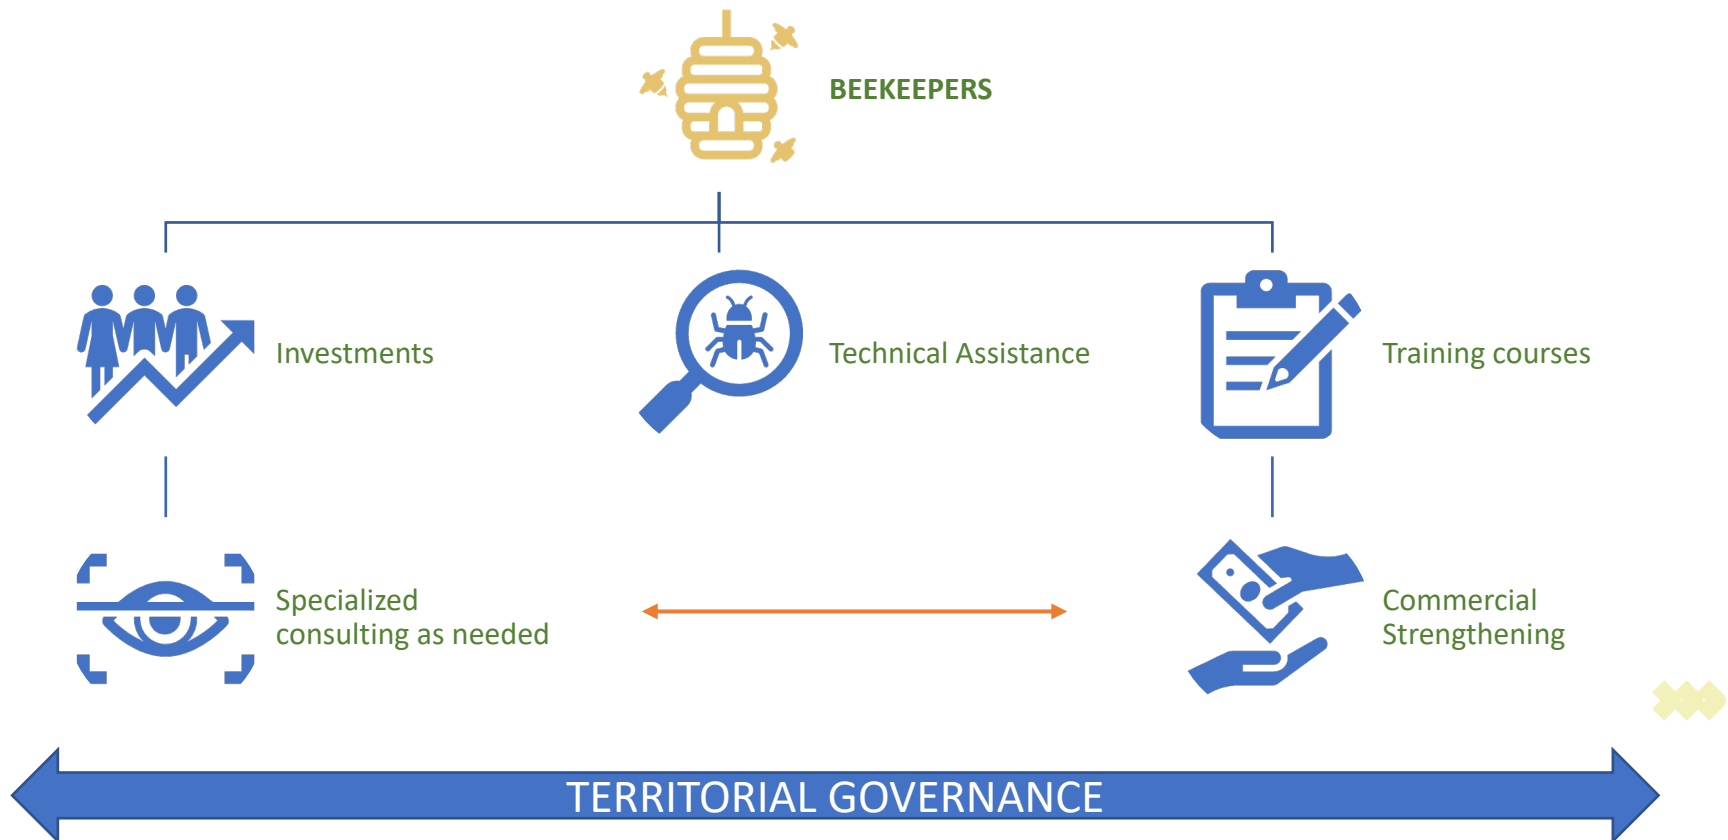 BEEKEEPERS
Investments
Technical Assistance
Training courses
Specialized
consulting as needed
Commercial
Strengthening
TERRITORIAL GOVERNANCE